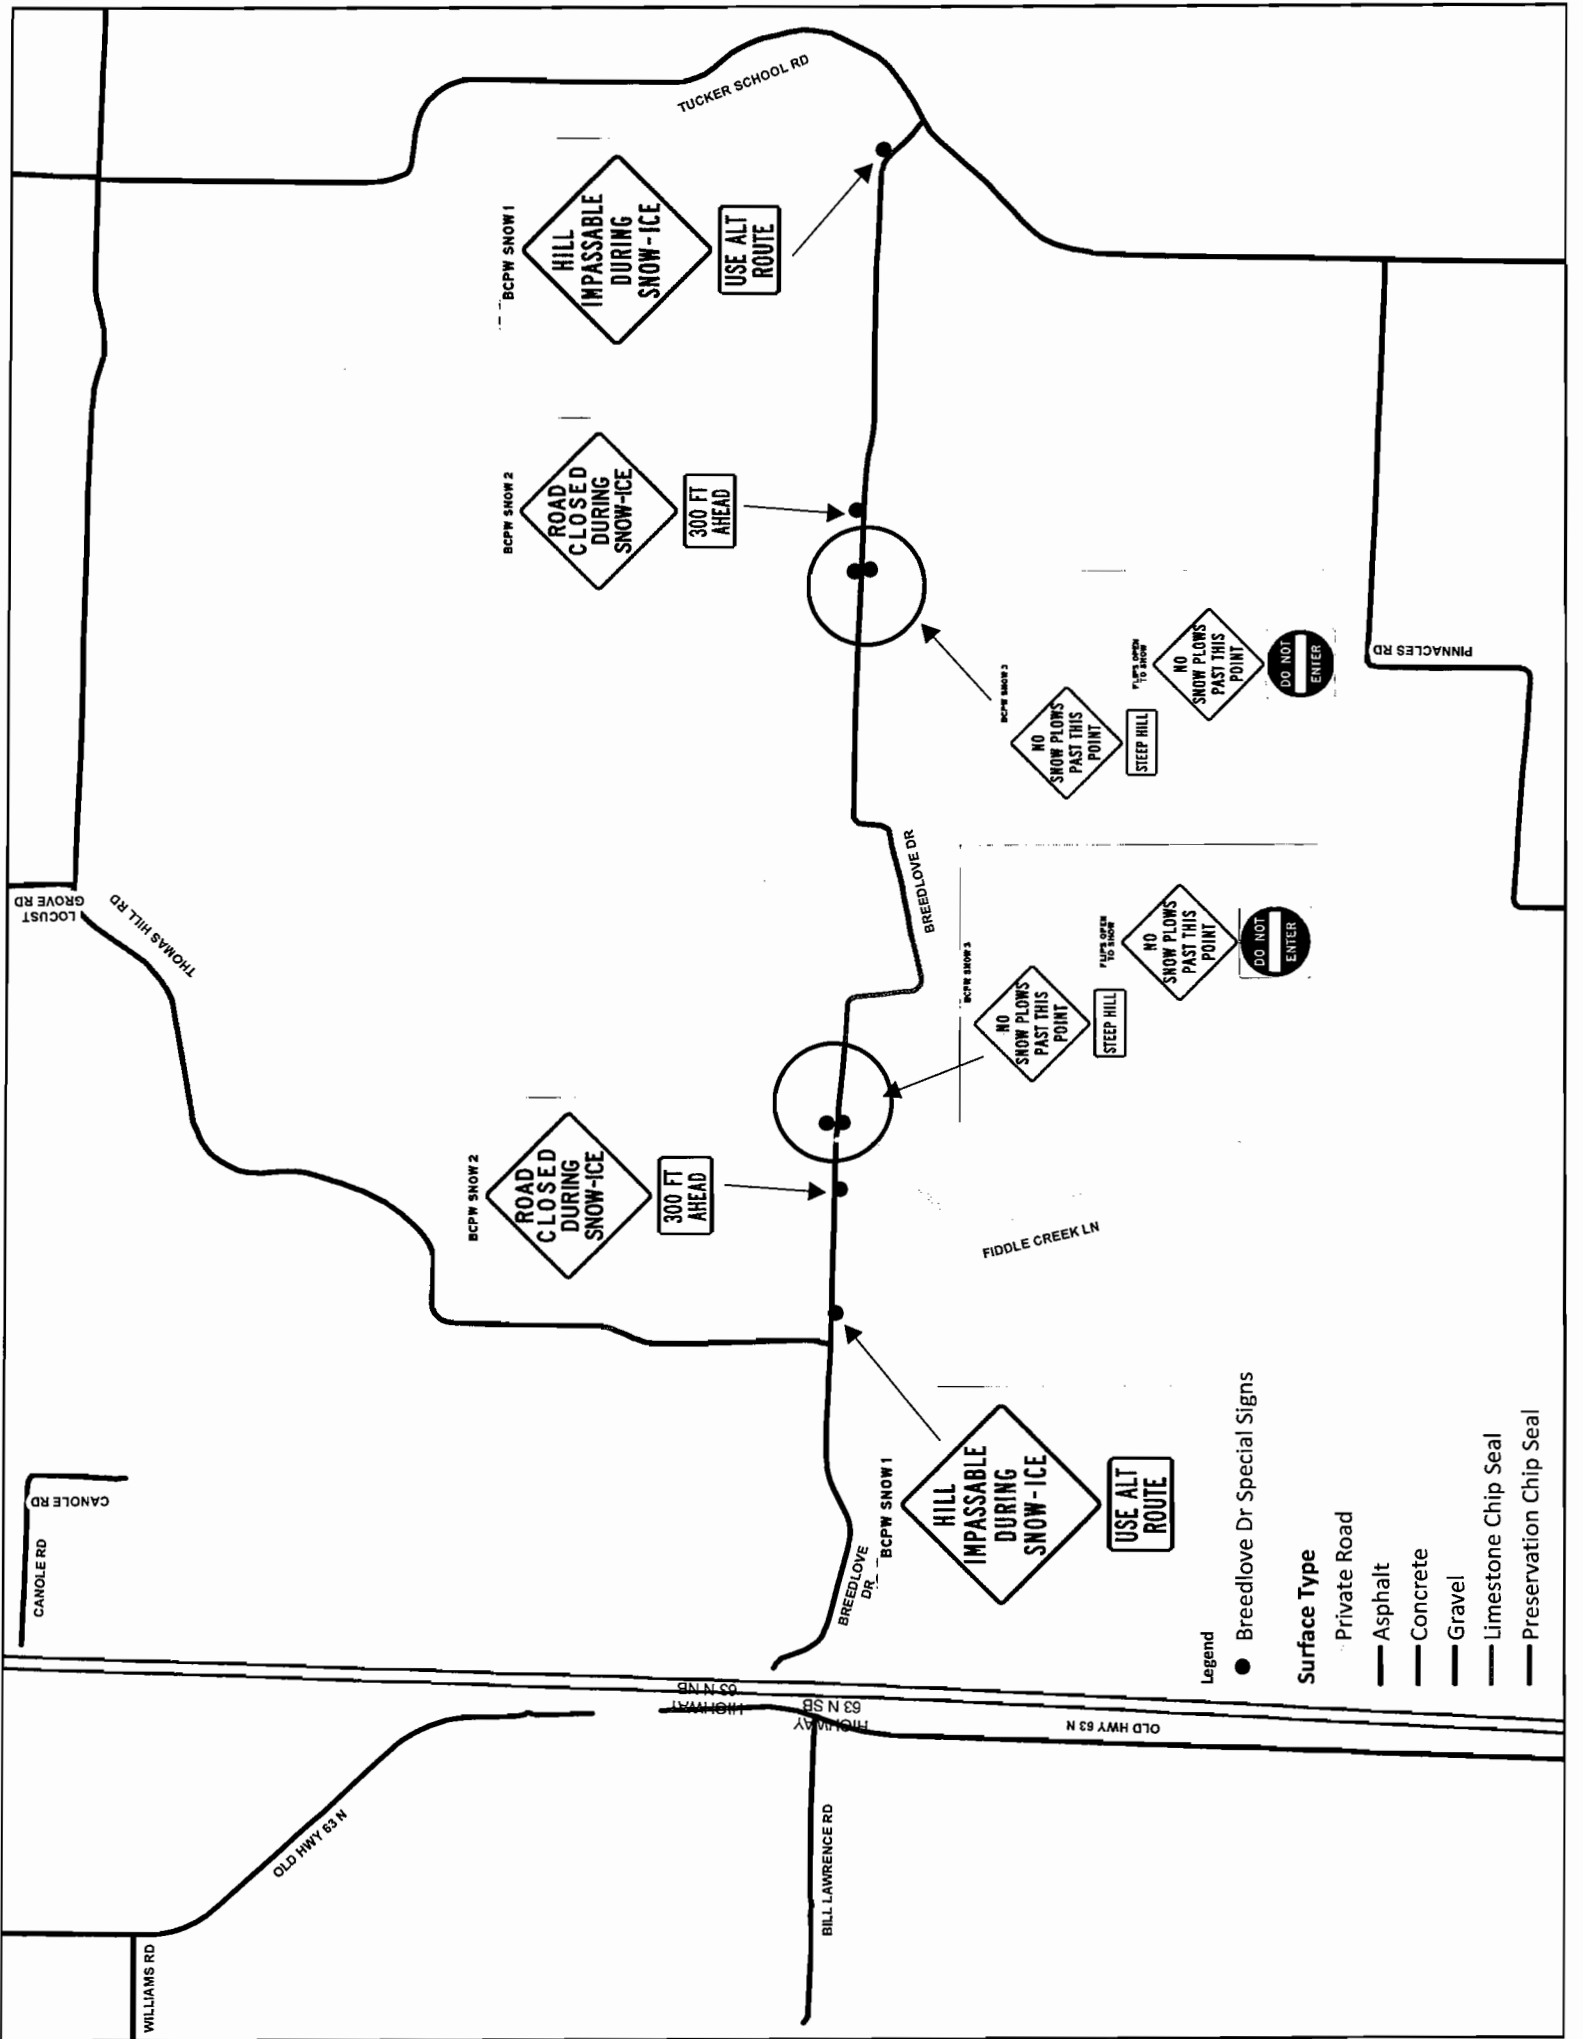 WILLIAMS RD
OLD HWY 63 N
BILL LAWRENCE RD
CANOLE RD
CANOLE RD
HIGHWAY
63 N NB
HIGHWAY
63 N SB
OLD HWY 63 N
BREEDLOVE
DR
LOCUST
GROVE RD
THOMAS HILL RD
BREEDLOVE DR
FIDDLE CREEK LN
TUCKER SCHOOL RD
PINNACLES RD
BCPW SNOW 1
HILL
IMPASSABLE
DURING
SNOW-ICE
USE ALT
ROUTE
BCPW SNOW 2
ROAD
CLOSED
DURING
SNOW-ICE
300 FT
AHEAD
BCPW SNOW 3
NO
SNOW PLOWS
PAST THIS
POINT
STEEP HILL
FLIPS OPEN
TO SHOW
NO
SNOW PLOWS
PAST THIS
POINT
DO NOT
ENTER
BCPW SNOW 2
ROAD
CLOSED
DURING
SNOW-ICE
300 FT
AHEAD
BCPW SNOW 1
HILL
IMPASSABLE
DURING
SNOW-ICE
USE ALT
ROUTE
BCPW SNOW 3
NO
SNOW PLOWS
PAST THIS
POINT
STEEP HILL
FLIPS OPEN
TO SHOW
NO
SNOW PLOWS
PAST THIS
POINT
DO NOT
ENTER
Legend
Breedlove Dr Special Signs
Surface Type
Private Road
Asphalt
Concrete
Gravel
Limestone Chip Seal
Preservation Chip Seal